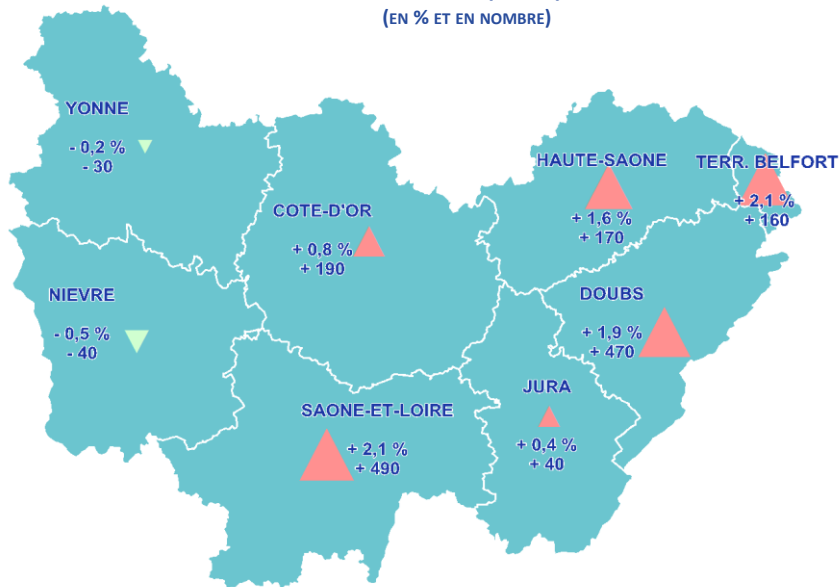 (EN % ET EN NOMBRE)
YONNE
- 0,2 %
- 30
HAUTE-SAONE
+ 1,6 %
+ 170
TERR. BELFORT
+ 2,1 %
+ 160
COTE-D'OR
+ 0,8 %
+ 190
NIEVRE
- 0,5 %
- 40
DOUBS
+ 1,9 %
+ 470
JURA
+ 0,4 %
+ 40
SAONE-ET-LOIRE
+ 2,1 %
+ 490